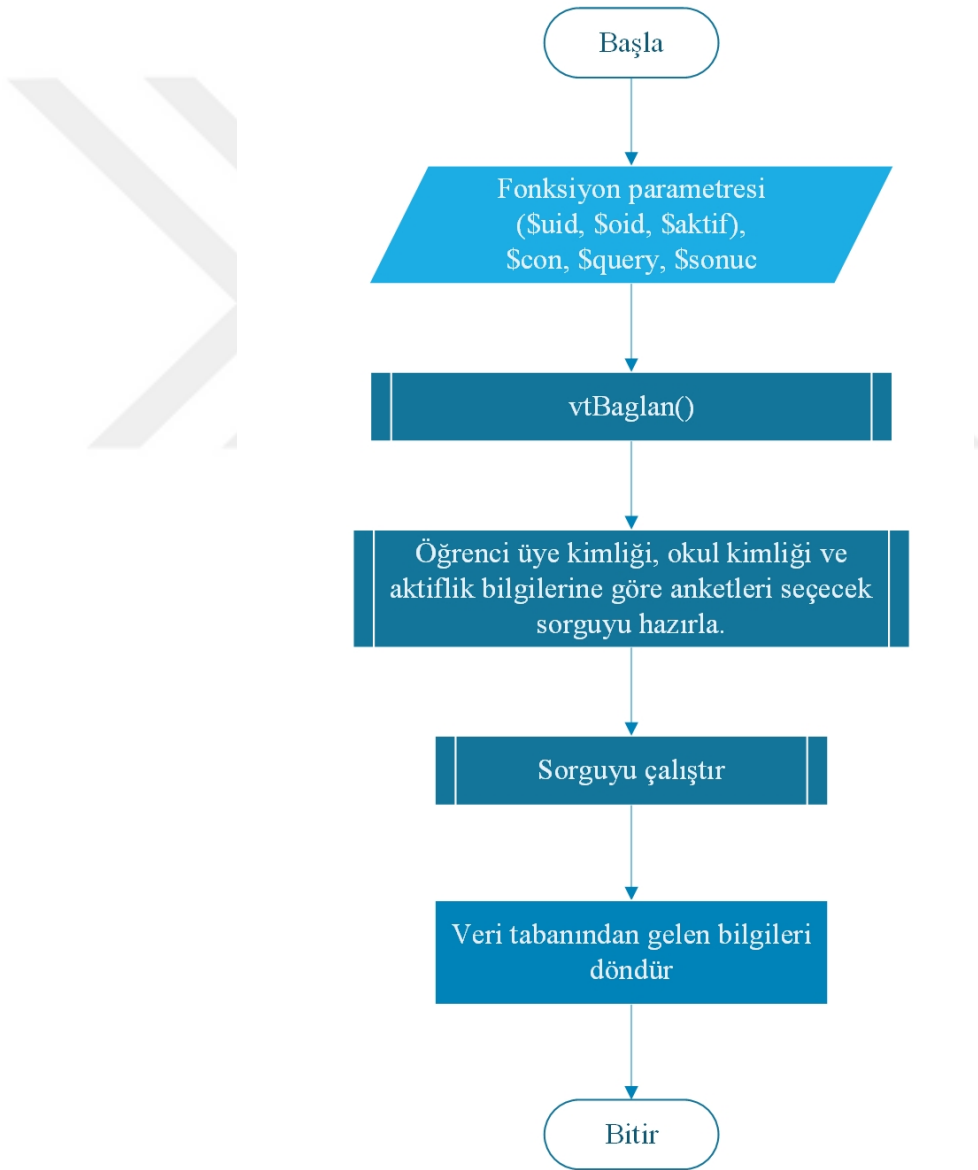 Başla
Fonksiyon parametresi
($uid, $oid, $aktif),
$con, $query, $sonuc
vtBaglan()
Öğrenci üye kimliği, okul kimliği ve
aktiflik bilgilerine göre anketleri seçecek
sorguyu hazırla.
Sorguyu çalıştır
Veri tabanından gelen bilgileri
döndür
Bitir